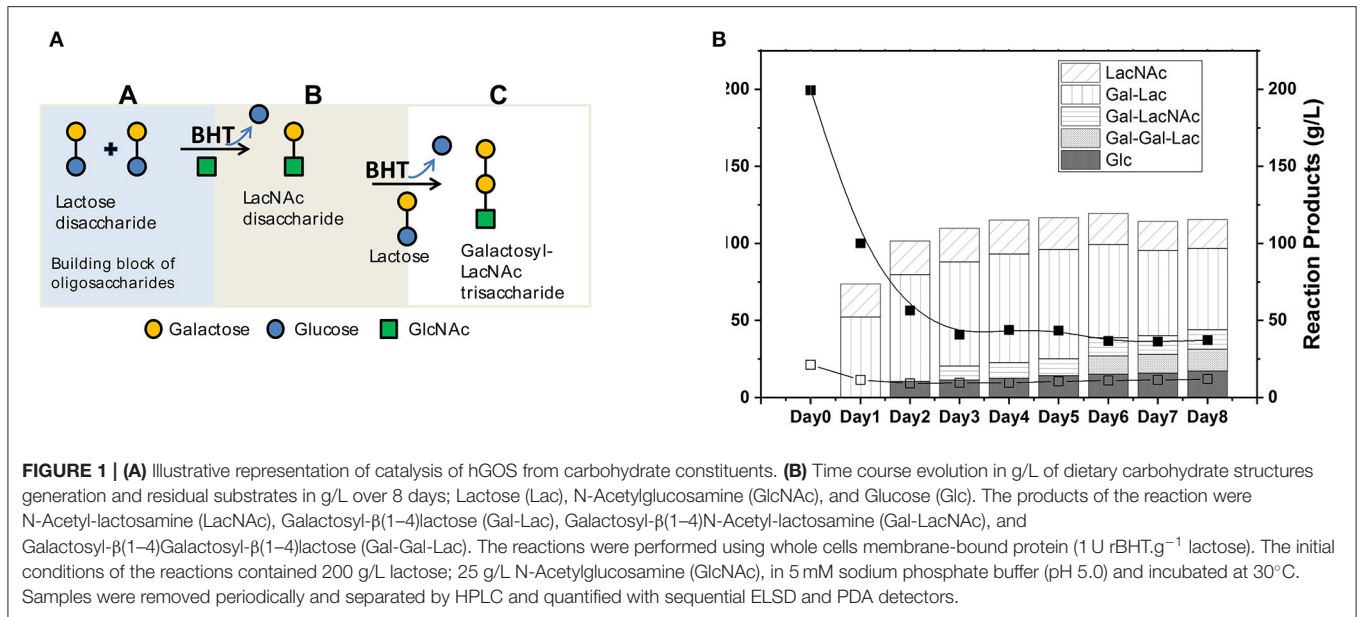 A
A B C
BHT
+
Lactose
disaccharide
LacNAc
disaccharide
BHT
Lactose
Galactosyl-
LacNAc
trisaccharide
Building block of
oligosaccharides
Galactose Glucose GlcNAc
B
LacNAc
Gal-Lac
Gal-LacNAc
Gal-Gal-Lac
Glc
200
150
100
50
0
200
150
100
50
0
Reaction Products (g/L)
Day0 Day1 Day2 Day3 Day4 Day5 Day6 Day7 Day8
FIGURE 1 | (A) Illustrative representation of catalysis of hGOS from carbohydrate constituents. (B) Time course evolution in g/L of dietary carbohydrate structures
generation and residual substrates in g/L over 8 days; Lactose (Lac), N-Acetylglucosamine (GlcNAc), and Glucose (Glc). The products of the reaction were
N-Acetyl-lactosamine (LacNAc), Galactosyl-β(1–4)lactose (Gal-Lac), Galactosyl-β(1–4)N-Acetyl-lactosamine (Gal-LacNAc), and
Galactosyl-β(1–4)Galactosyl-β(1–4)lactose (Gal-Gal-Lac). The reactions were performed using whole cells membrane-bound protein (1 U rBHT.g⁻¹ lactose). The initial
conditions of the reactions contained 200 g/L lactose; 25 g/L N-Acetylglucosamine (GlcNAc), in 5 mM sodium phosphate buffer (pH 5.0) and incubated at 30°C.
Samples were removed periodically and separated by HPLC and quantified with sequential ELSD and PDA detectors.